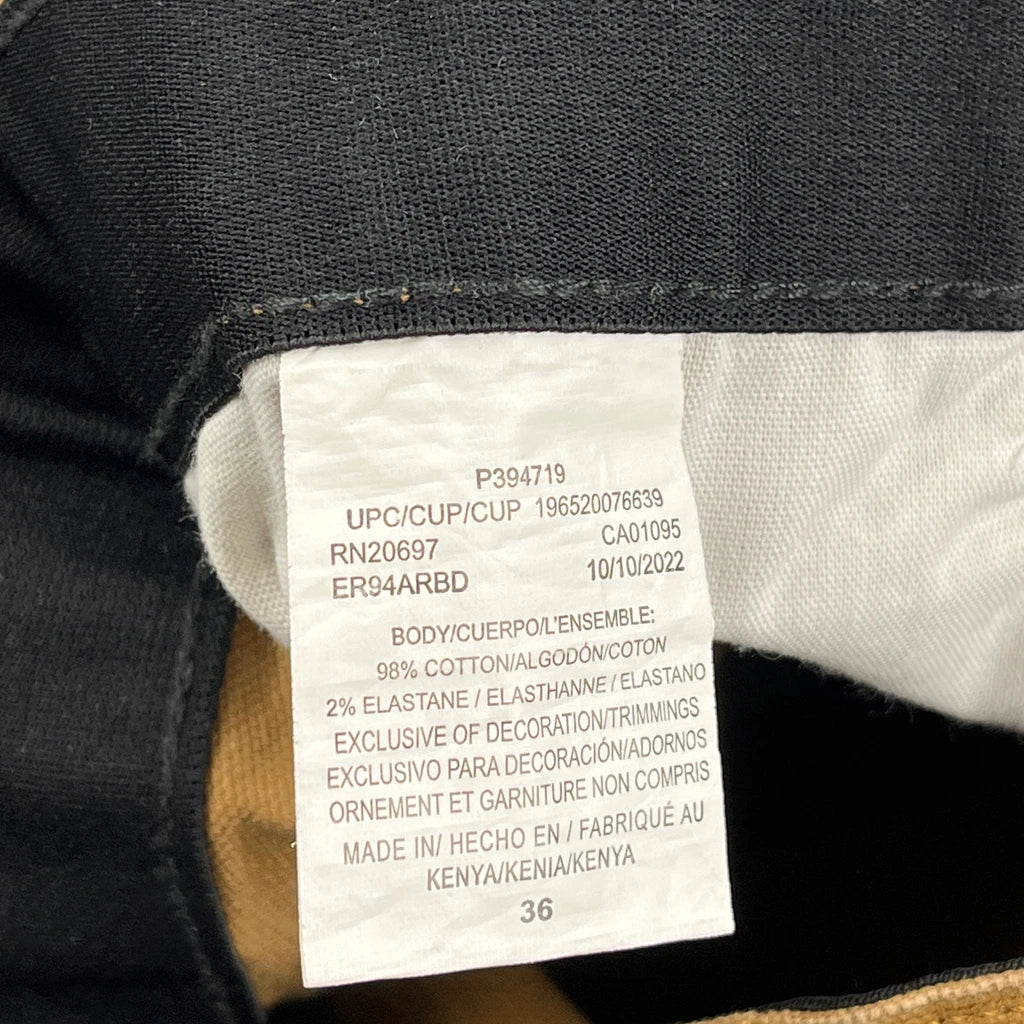 P394719
UPC/CUP/CUP 196520076639
RN20697 CA01095
ER94ARBD 10/10/2022
BODY/CUERPO/L'ENSEMBLE:
98% COTTON/ALGODÓN/COTON
2% ELASTANE / ELASTHANNE / ELASTANO
EXCLUSIVE OF DECORATION/TRIMMINGS
EXCLUSIVO PARA DECORACIÓN/ADORNOS
ORNEMENT ET GARNITURE NON COMPRIS
MADE IN/ HECHO EN / FABRIQUÉ AU
KENYA/KENIA/KENYA
36